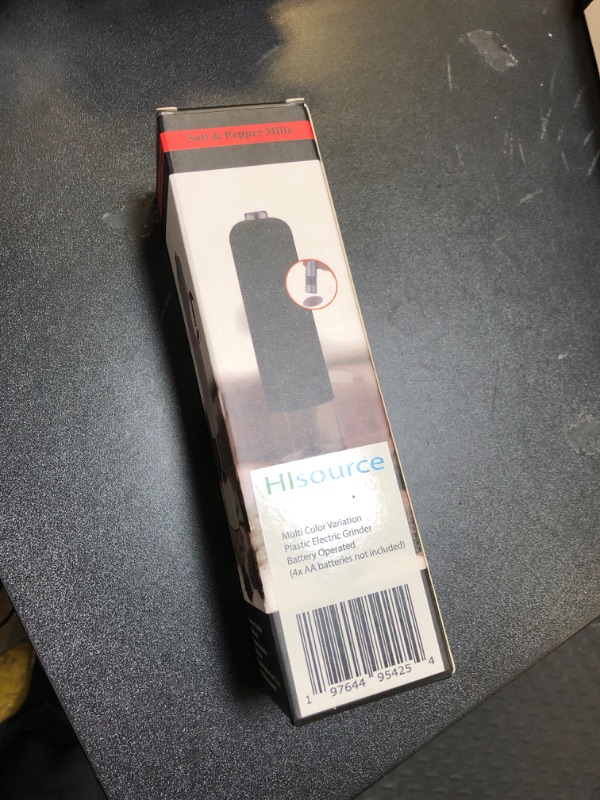 Salt & Pepper Mills
HIsource
Multi Color Variation
Plastic Electric Grinder
Battery Operated
(4x AA batteries not included)
1 97644 95425 4